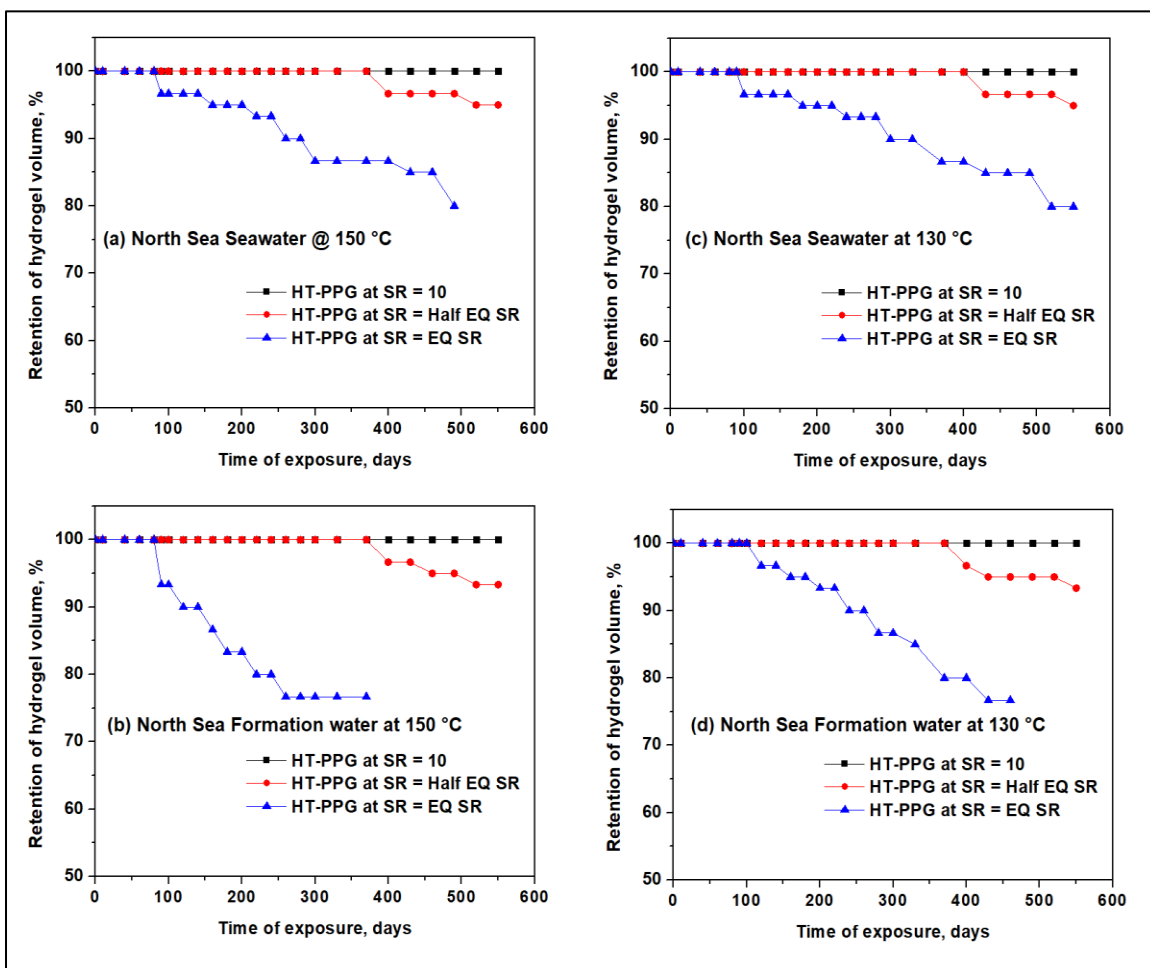 Retention of hydrogel volume, %
100
90
80
70
60
50
(a) North Sea Seawater @ 150 °C
HT-PPG at SR = 10
HT-PPG at SR = Half EQ SR
HT-PPG at SR = EQ SR
0 100 200 300 400 500 600
Time of exposure, days
Retention of hydrogel volume, %
100
90
80
70
60
50
(c) North Sea Seawater at 130 °C
HT-PPG at SR = 10
HT-PPG at SR = Half EQ SR
HT-PPG at SR = EQ SR
0 100 200 300 400 500 600
Time of exposure, days
Retention of hydrogel volume, %
100
90
80
70
60
50
(b) North Sea Formation water at 150 °C
HT-PPG at SR = 10
HT-PPG at SR = Half EQ SR
HT-PPG at SR = EQ SR
0 100 200 300 400 500 600
Time of exposure, days
Retention of hydrogel volume, %
100
90
80
70
60
50
(d) North Sea Formation water at 130 °C
HT-PPG at SR = 10
HT-PPG at SR = Half EQ SR
HT-PPG at SR = EQ SR
0 100 200 300 400 500 600
Time of exposure, days